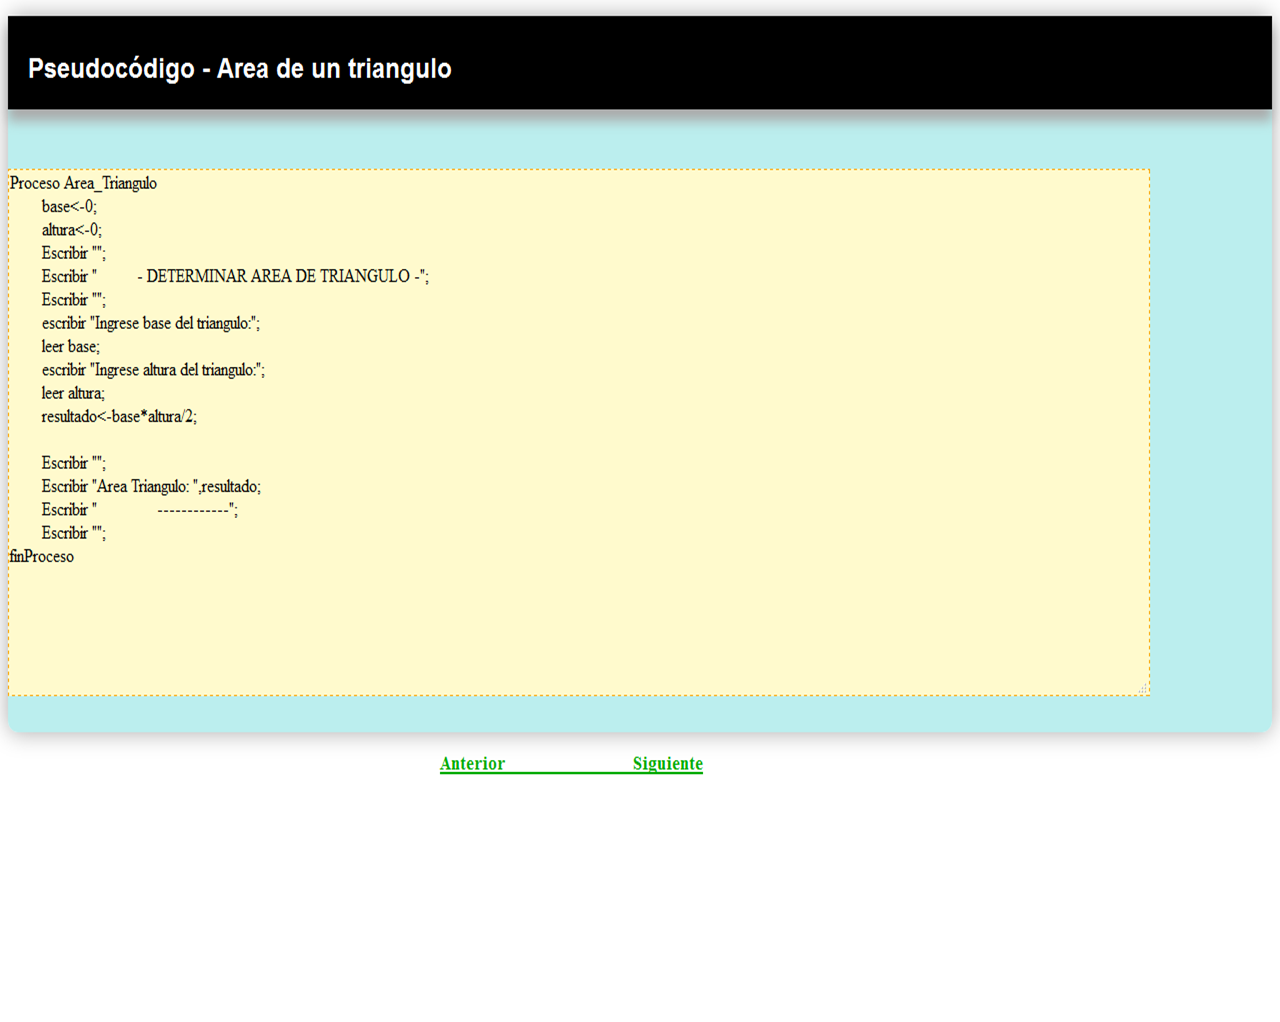 Pseudocódigo - Area de un triangulo
Proceso Area_Triangulo
base<-0;
altura<-0;
Escribir "";
Escribir "          - DETERMINAR AREA DE TRIANGULO -";
Escribir "";
escribir "Ingrese base del triangulo:";
leer base;
escribir "Ingrese altura del triangulo:";
leer altura;
resultado<-base*altura/2;
Escribir "";
Escribir "Area Triangulo: ",resultado;
Escribir "               ------------";
Escribir "";
finProceso
Anterior Siguiente